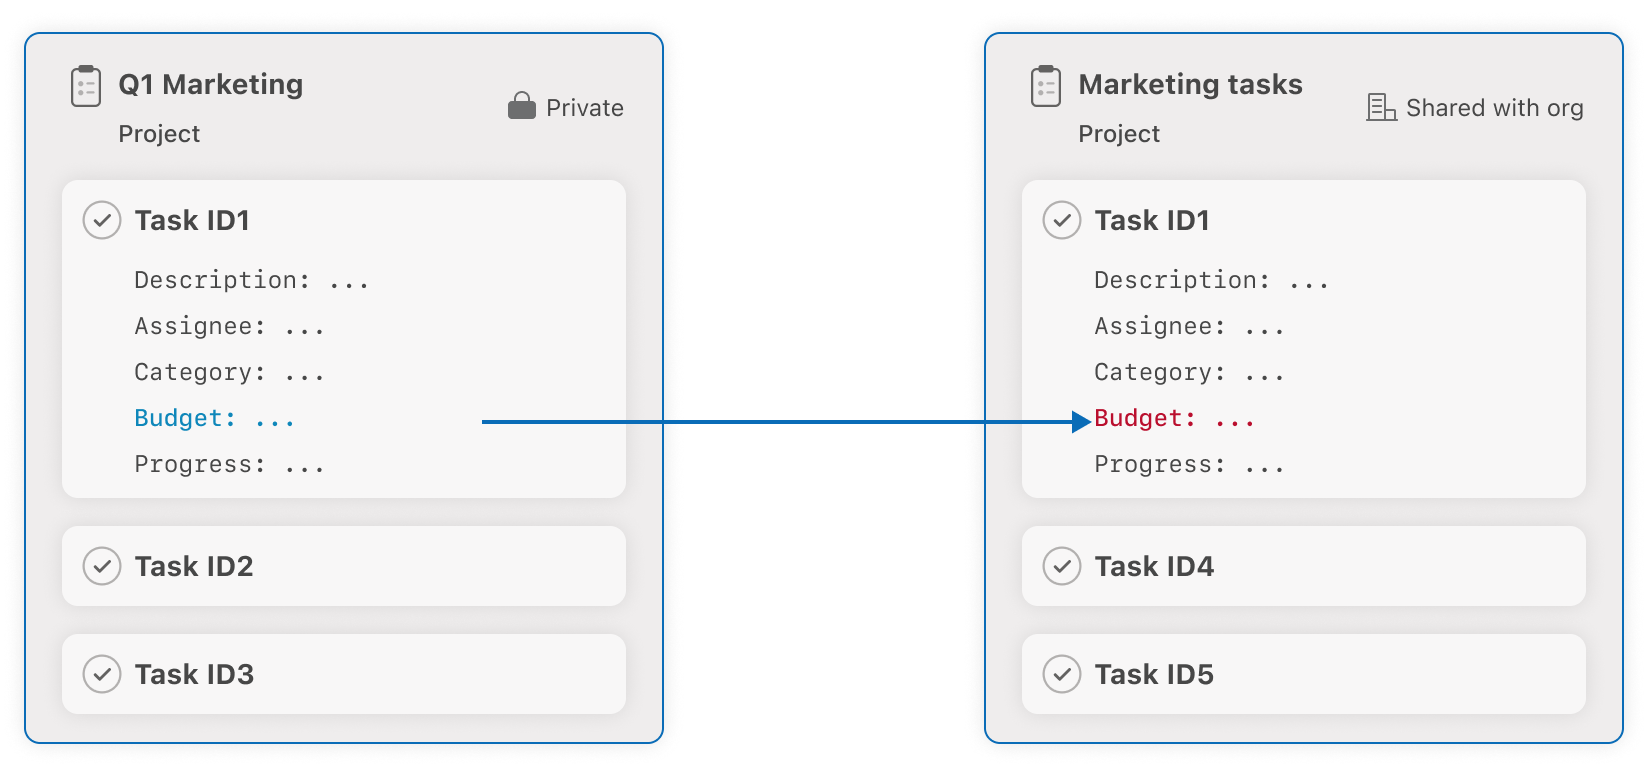 Q1 Marketing
Project
Private
Task ID1
Description: ...
Assignee: ...
Category: ...
Budget: ...
Progress: ...
Task ID2
Task ID3
Marketing tasks
Project
Shared with org
Task ID1
Description: ...
Assignee: ...
Category: ...
Budget: ...
Progress: ...
Task ID4
Task ID5